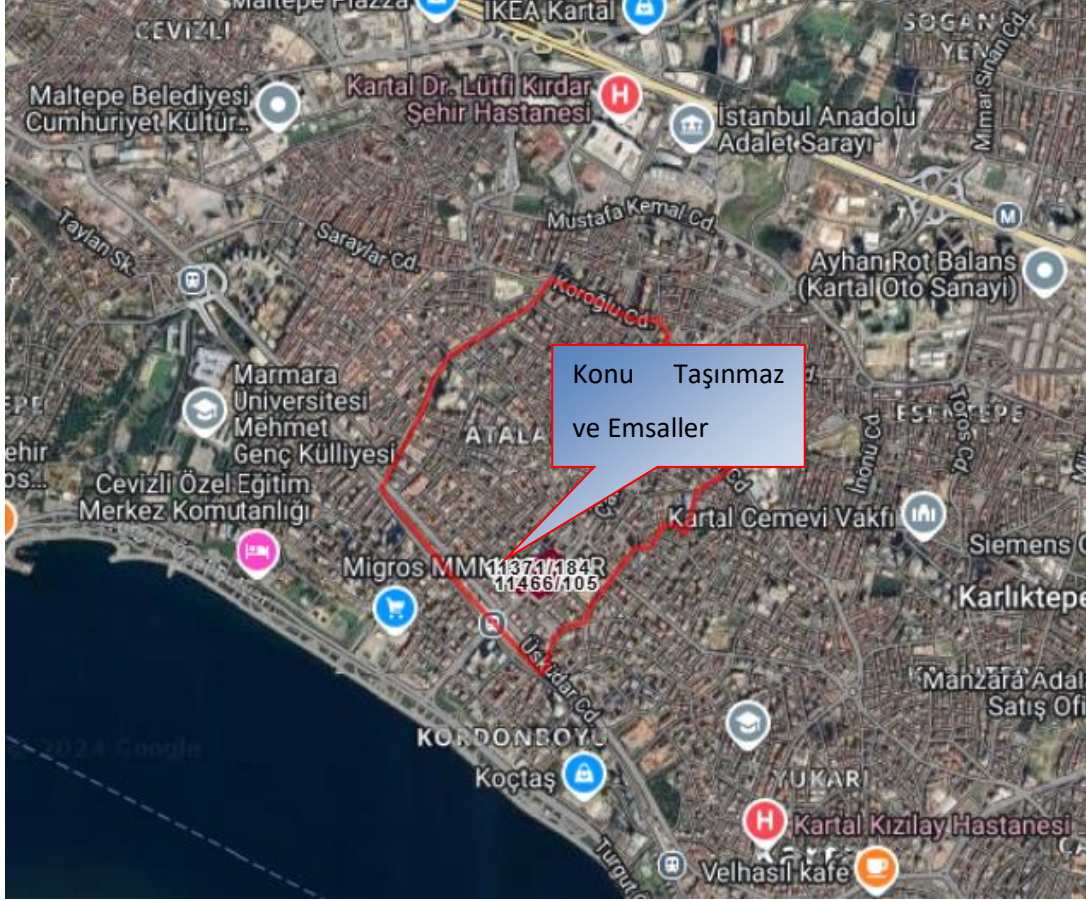 Maltepe Piazza
IKEA Kartal
CEVİZLİ
Kartal Dr. Lütfi Kırdar
Şehir Hastanesi
Maltepe Belediyesi
Cumhuriyet Kültür...
İstanbul Anadolu
Adalet Sarayı
Mimar Sinan Cd.
Mustafa Kemal Cd.
Taylan Sk.
Saraylar Cd.
Ayhan Rot Balans
(Kartal Oto Sanayi)
Köroğlu Cd.
Konu Taşınmaz
ve Emsaller
Marmara
Üniversitesi
Mehmet
Genç Külliyesi
ATALA
ESENTEPE
Toros Cd.
İnönü Cd.
Cevizli Özel Eğitim
Merkez Komutanlığı
Kartal Cemevi Vakfı
Siemens
Migros
11371/184
11466/105
Karlıktepe
Üsküdar Cd.
Manzara Adal
Satış Ofi
2024 Google
KORDONBOYU
Koçtaş
YUKARI
Kartal Kızılay Hastanesi
Turgut
Velhasıl kafe